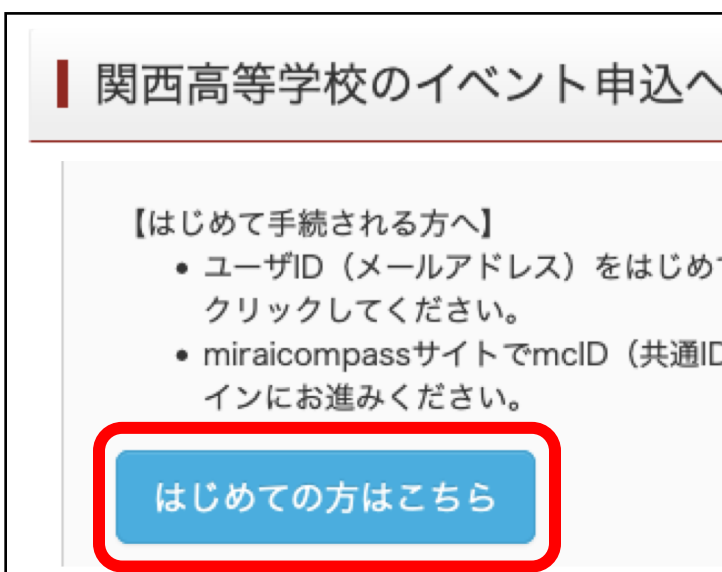 関西高等学校のイベント申込へ
【はじめて手続される方へ】
• ユーザID（メールアドレス）をはじめ
クリックしてください。
• miraicompassサイトでmcID（共通ID
インにお進みください。
はじめての方はこちら